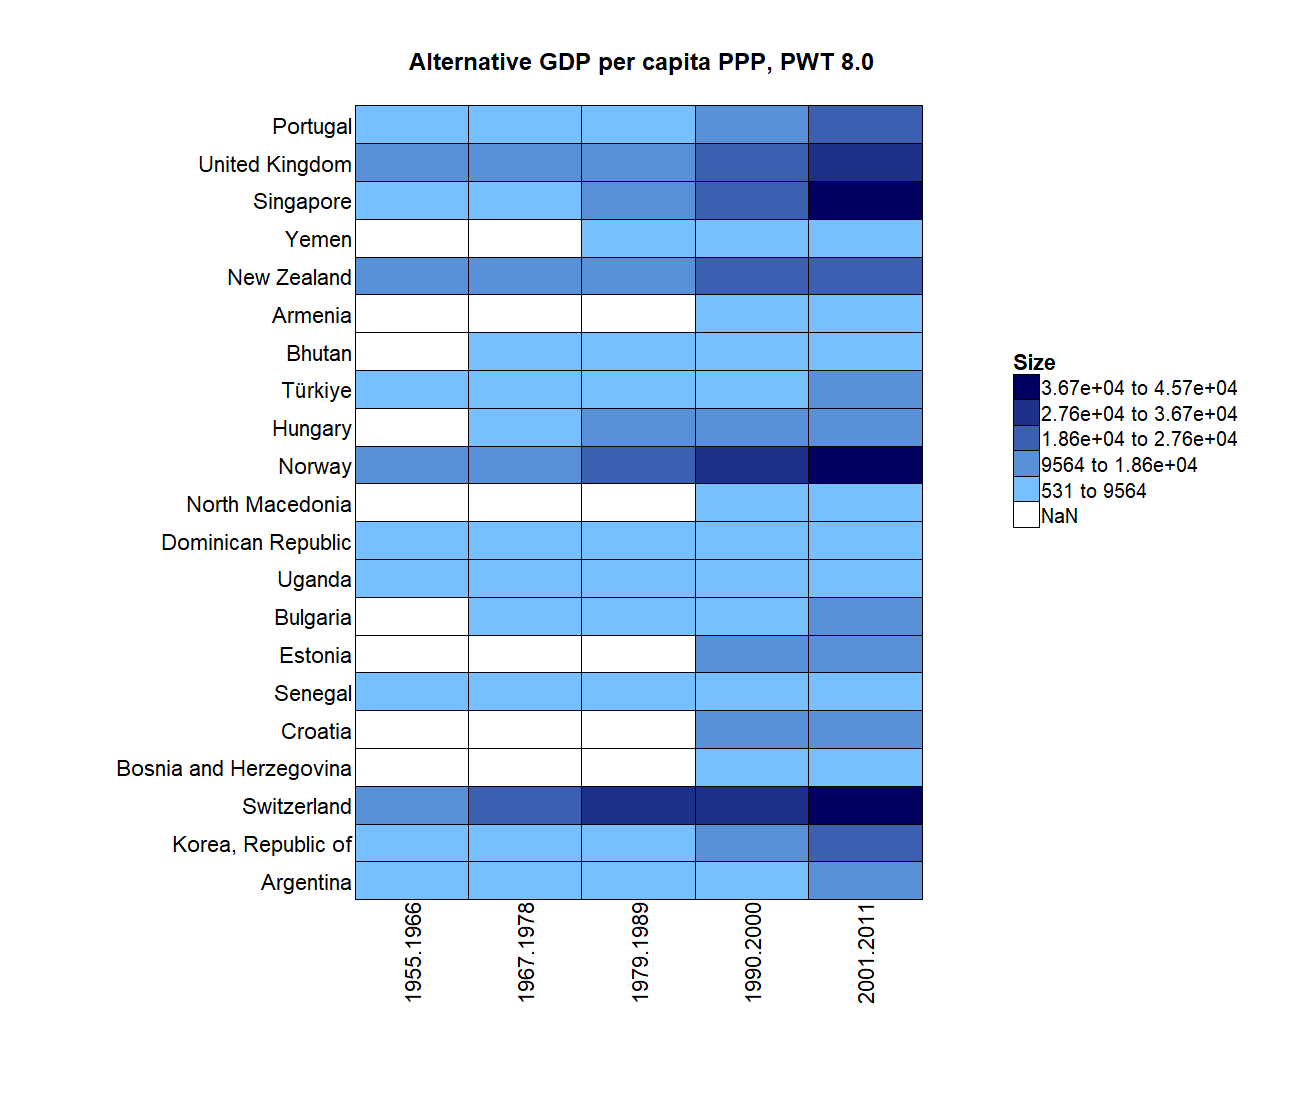 Alternative GDP per capita PPP, PWT 8.0
Portugal
United Kingdom
Singapore
Yemen
New Zealand
Armenia
Bhutan
Türkiye
Hungary
Norway
North Macedonia
Dominican Republic
Uganda
Bulgaria
Estonia
Senegal
Croatia
Bosnia and Herzegovina
Switzerland
Korea, Republic of
Argentina
1955.1966
1967.1978
1979.1989
1990.2000
2001.2011
Size
3.67e+04 to 4.57e+04
2.76e+04 to 3.67e+04
1.86e+04 to 2.76e+04
9564 to 1.86e+04
531 to 9564
NaN